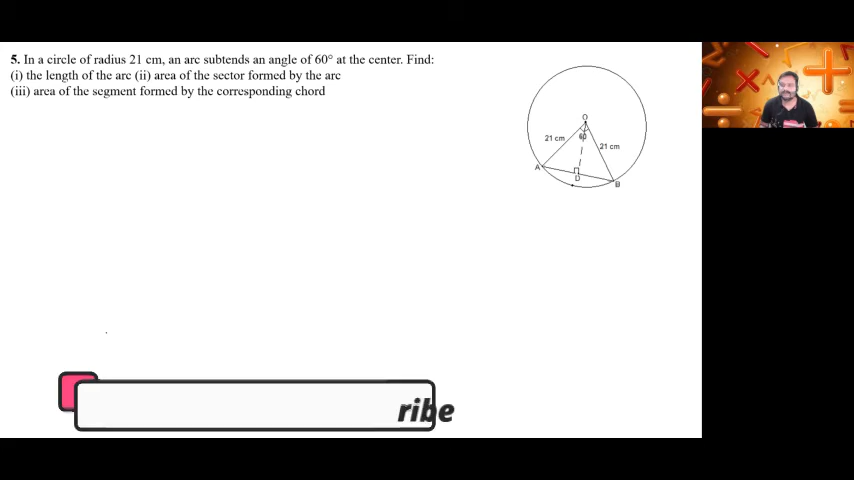 5. In a circle of radius 21 cm, an arc subtends an angle of 60° at the center. Find:
(i) the length of the arc (ii) area of the sector formed by the arc
(iii) area of the segment formed by the corresponding chord
O
60
21 cm
21 cm
A
D
B
ribe